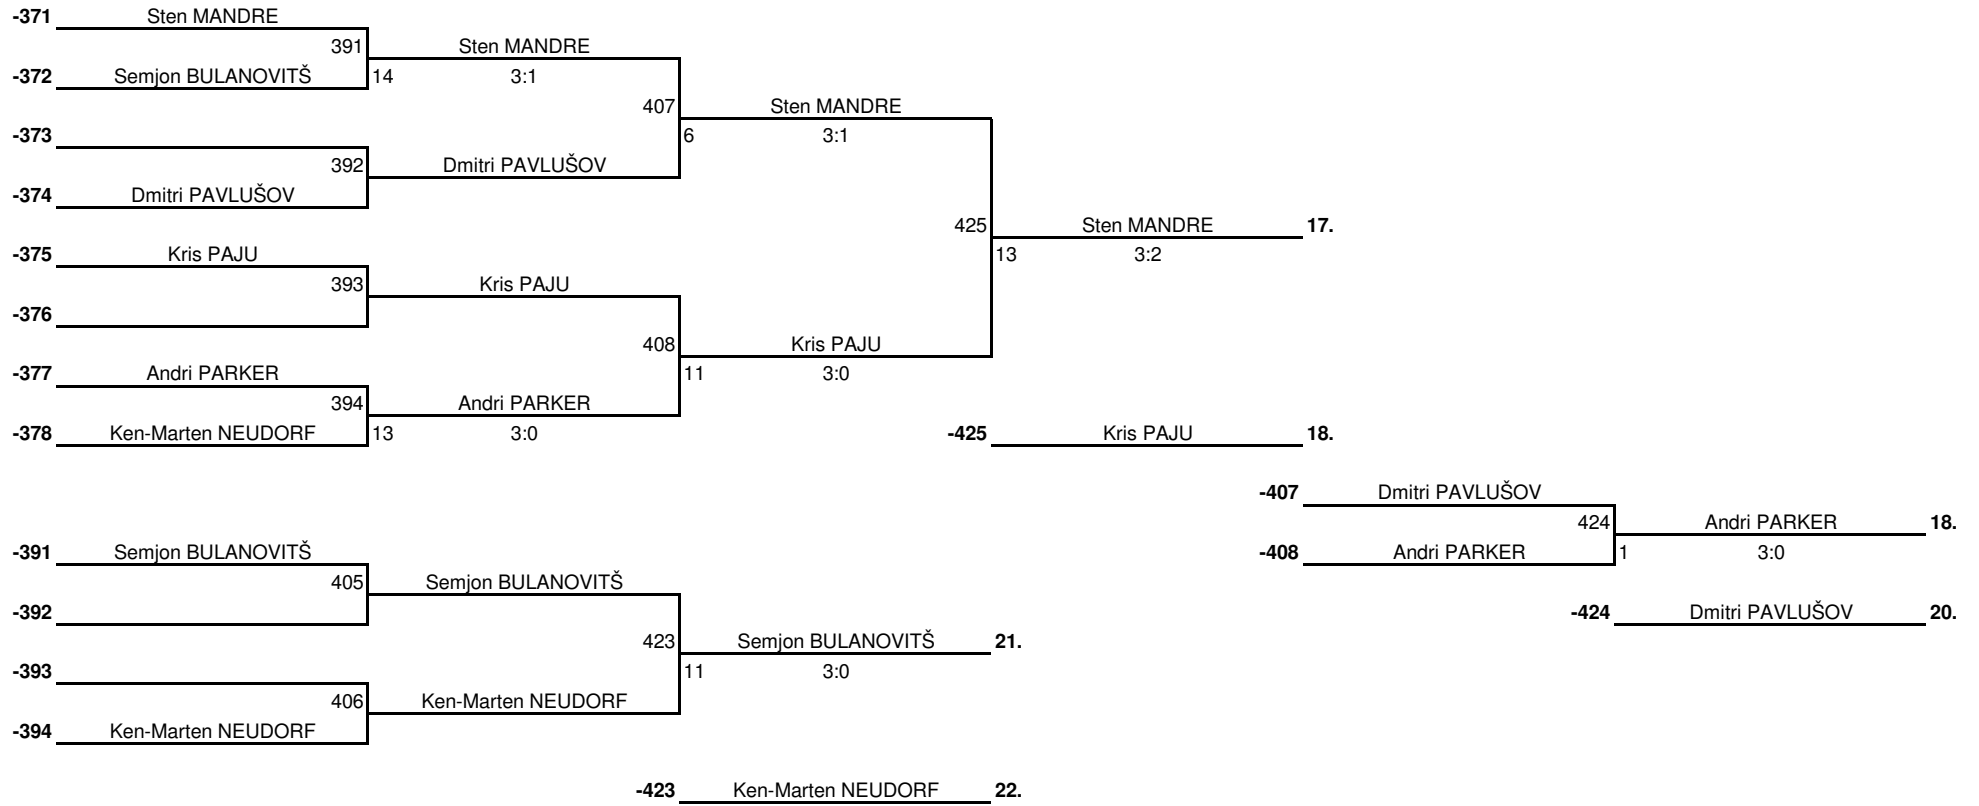 -371 Sten MANDRE
391 Sten MANDRE
-372 Semjon BULANOVITŠ 14 3:1
407 Sten MANDRE
-373 6 3:1
392 Dmitri PAVLUŠOV
-374 Dmitri PAVLUŠOV
425 Sten MANDRE 17.
-375 Kris PAJU 13 3:2
393 Kris PAJU
-376
408 Kris PAJU
-377 Andri PARKER 11 3:0
394 Andri PARKER
-378 Ken-Marten NEUDORF 13 3:0 -425 Kris PAJU 18.
-407 Dmitri PAVLUŠOV
424 Andri PARKER 18.
-391 Semjon BULANOVITŠ -408 Andri PARKER 1 3:0
405 Semjon BULANOVITŠ
-392 -424 Dmitri PAVLUŠOV 20.
423 Semjon BULANOVITŠ 21.
-393 11 3:0
406 Ken-Marten NEUDORF
-394 Ken-Marten NEUDORF
-423 Ken-Marten NEUDORF 22.